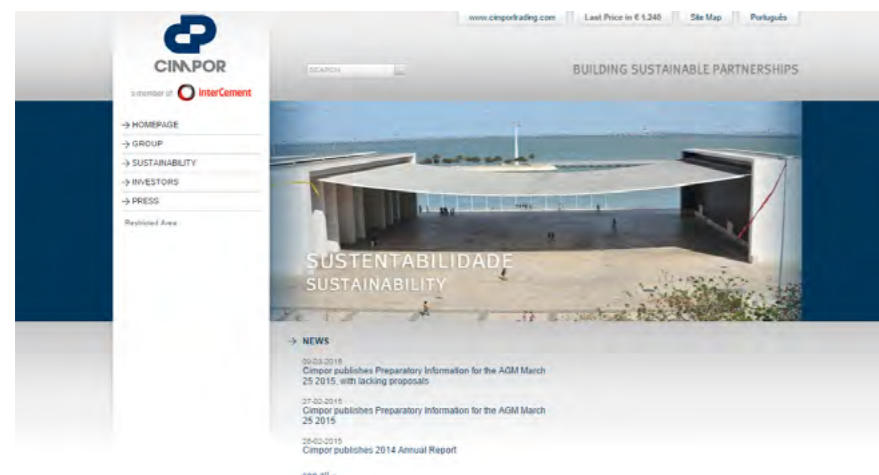 www.cimportrading.com
Last Price in € 1.240
Site Map
Português
CIMPOR
a member of InterCement
SEARCH
BUILDING SUSTAINABLE PARTNERSHIPS
HOMEPAGE
GROUP
SUSTAINABILITY
INVESTORS
PRESS
Restricted Area
SUSTENTABILIDADE
SUSTAINABILITY
NEWS
09-03-2015
Cimpor publishes Preparatory Information for the AGM March
25 2015, with lacking proposals
27-02-2015
Cimpor publishes Preparatory Information for the AGM March
25 2015
26-02-2015
Cimpor publishes 2014 Annual Report